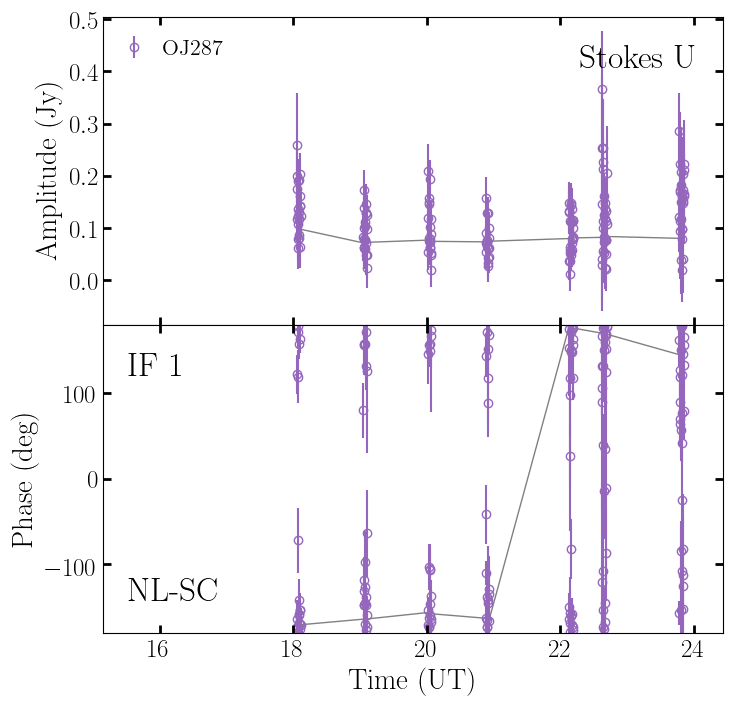 0.5
OJ287
Stokes U
0.4
0.3
0.2
0.1
0.0
Amplitude (Jy)
IF 1
100
0
−100
Phase (deg)
NL-SC
16 18 20 22 24
Time (UT)